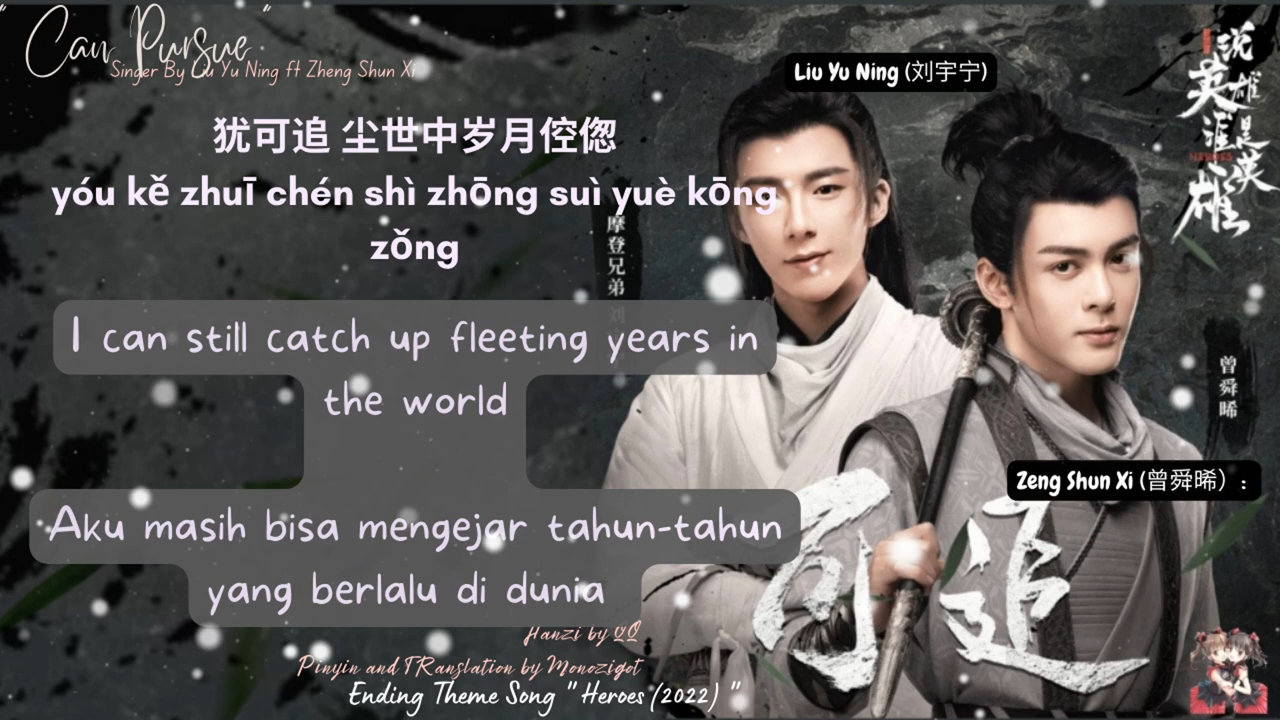 " Can Pursue "
Singer By Liu Yu Ning ft Zheng Shun Xi
Liu Yu Ning (刘宇宁)
说
英雄
谁是
HEROES
英
雄
犹可追 尘世中岁月倥偬
yóu kě zhuī chén shì zhōng suì yuè kōng
zǒng
摩登兄弟刘
I can still catch up fleeting years in
the world
曾舜晞
Zeng Shun Xi (曾舜晞）:
Aku masih bisa mengejar tahun-tahun
yang berlalu di dunia
可追
Hanzi by QQ
Pinyin and TRanslation by Monozigot
Ending Theme Song " Heroes (2022) "